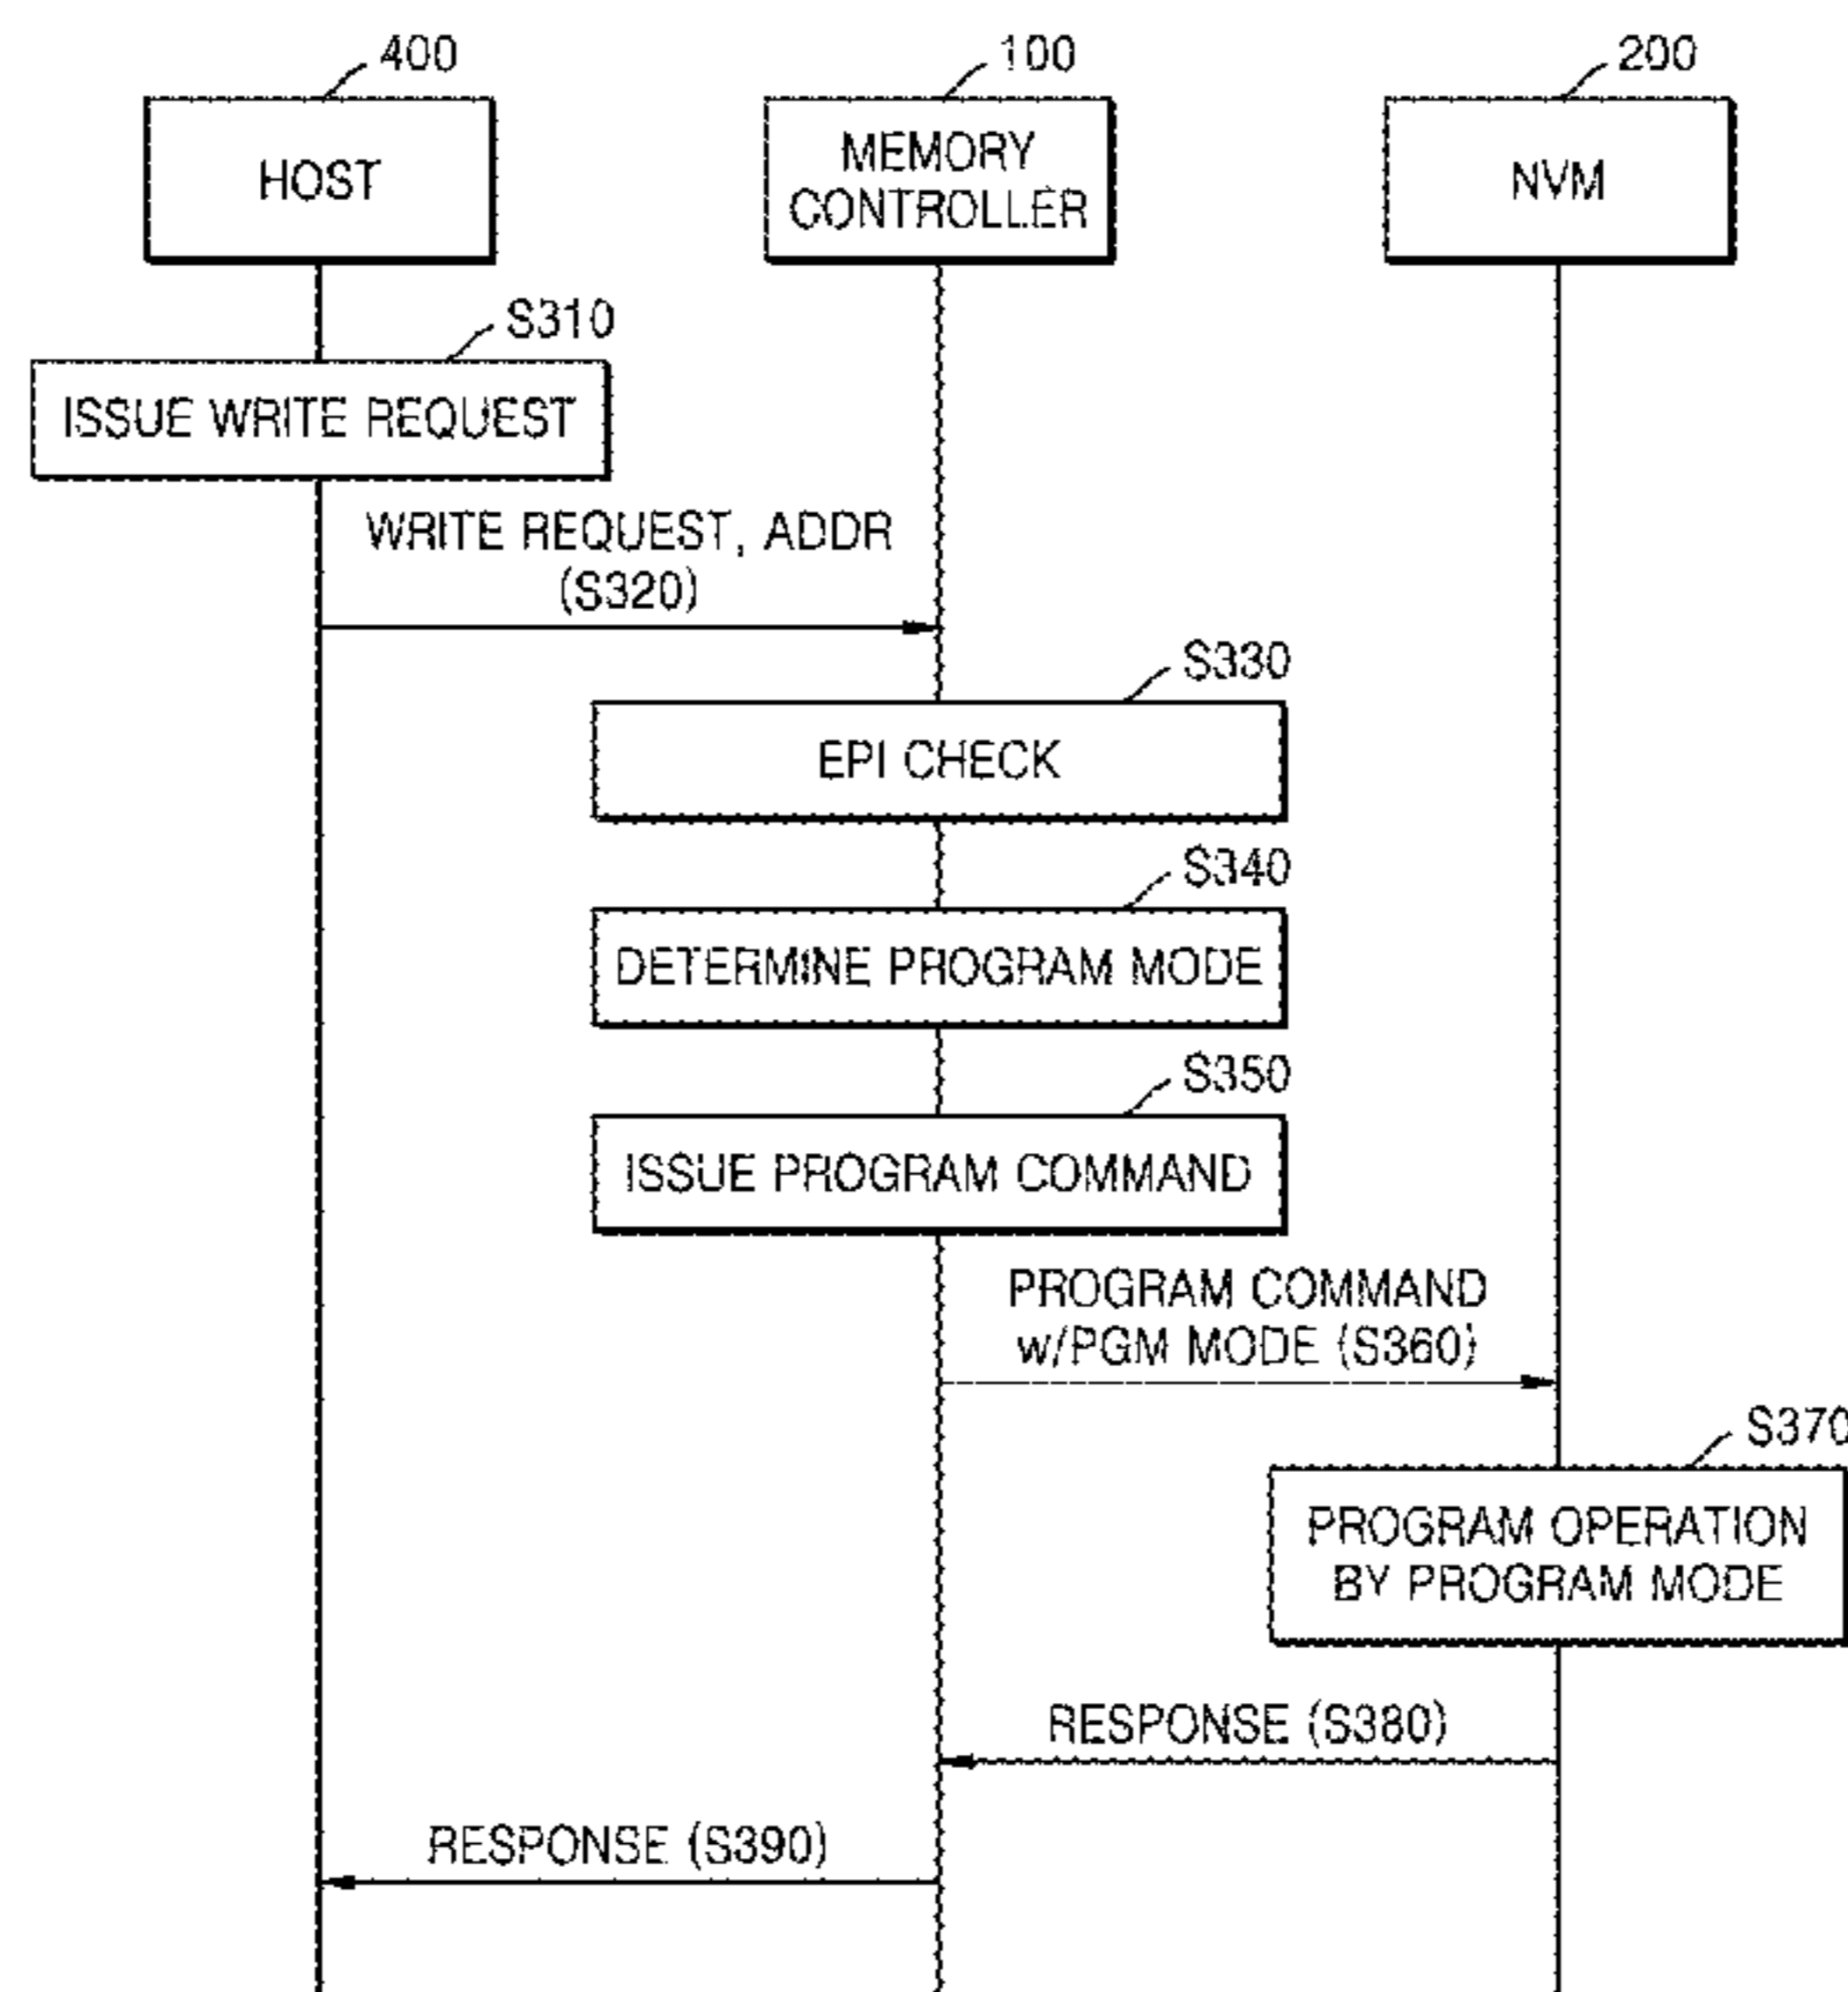 400
100
200
HOST
MEMORY
CONTROLLER
NVM
S310
ISSUE WRITE REQUEST
WRITE REQUEST, ADDR
(S320)
S330
EPI CHECK
S340
DETERMINE PROGRAM MODE
S350
ISSUE PROGRAM COMMAND
PROGRAM COMMAND
w/PGM MODE (S360)
S370
PROGRAM OPERATION
BY PROGRAM MODE
RESPONSE (S380)
RESPONSE (S390)